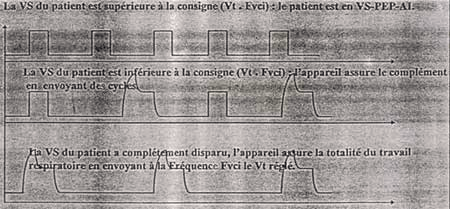 La VS du patient est supérieure à la consigne (Vt . Fvci) : le patient est en VS-PEP-AI.
La VS du patient est inférieure à la consigne (Vt . Fvci) : l'appareil assure le complément
en envoyant des cycles.
La VS du patient a complétement disparu, l'appareil assure la totalité du travail
respiratoire en envoyant à la Fréquence Fvci le Vt réglé.